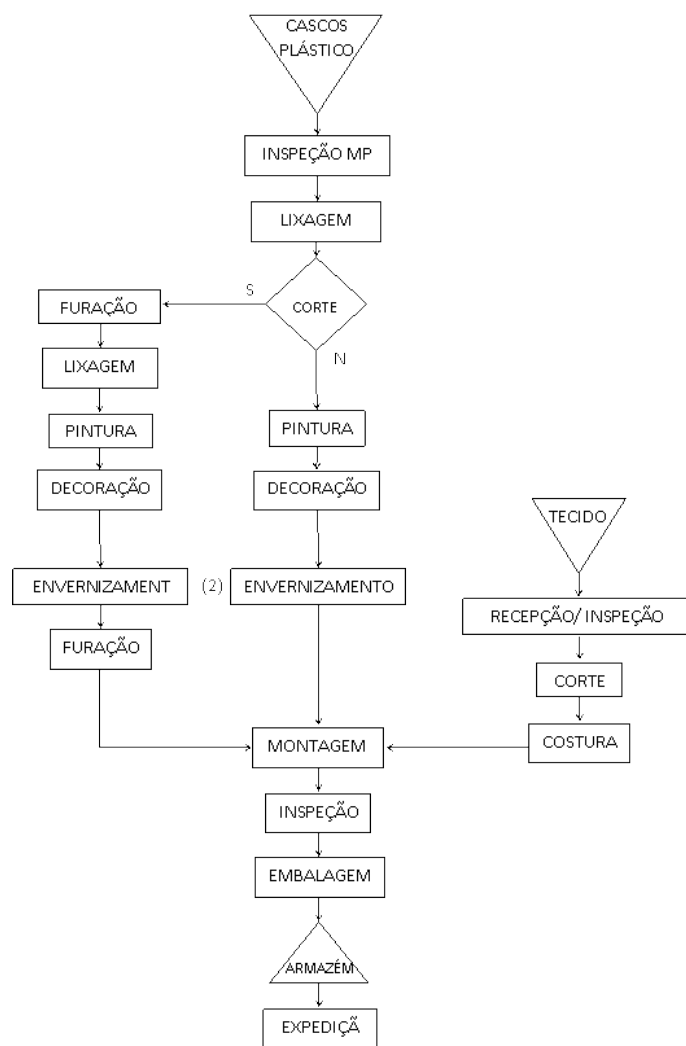 CASCOS
PLÁSTICO
INSPEÇÃO MP
LIXAGEM
S
FURAÇÃO
CORTE
N
LIXAGEM
PINTURA
PINTURA
DECORAÇÃO
DECORAÇÃO
TECIDO
ENVERNIZAMENT
(2)
ENVERNIZAMENTO
RECEPÇÃO/ INSPEÇÃO
FURAÇÃO
CORTE
MONTAGEM
COSTURA
INSPEÇÃO
EMBALAGEM
ARMAZÉM
EXPEDIÇÃ